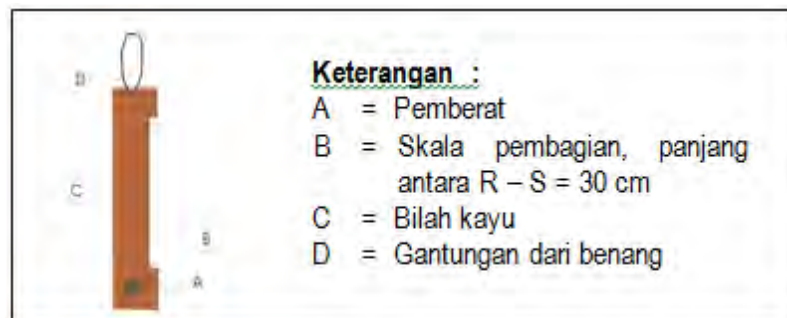 D
C
B
A
Keterangan :
A = Pemberat
B = Skala pembagian, panjang
antara R – S = 30 cm
C = Bilah kayu
D = Gantungan dari benang